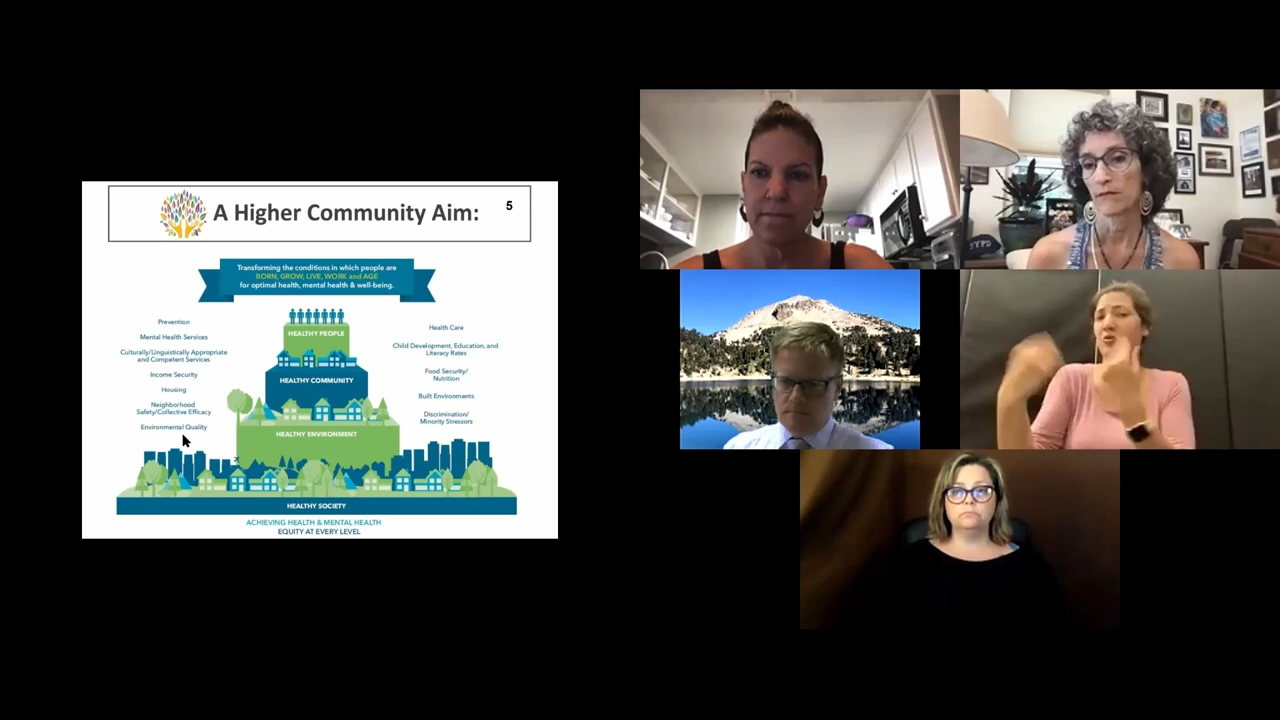 A Higher Community Aim:
5
Transforming the conditions in which people are
BORN, GROW, LIVE, WORK and AGE
for optimal health, mental health & well-being.
Prevention
Mental Health Services
Culturally/Linguistically Appropriate
and Competent Services
Income Security
Housing
Neighborhood
Safety/Collective Efficacy
Environmental Quality
HEALTHY PEOPLE
HEALTHY COMMUNITY
HEALTHY ENVIRONMENT
HEALTHY SOCIETY
Health Care
Child Development, Education, and
Literacy Rates
Food Security/
Nutrition
Built Environments
Discrimination/
Minority Stressors
ACHIEVING HEALTH & MENTAL HEALTH
EQUITY AT EVERY LEVEL